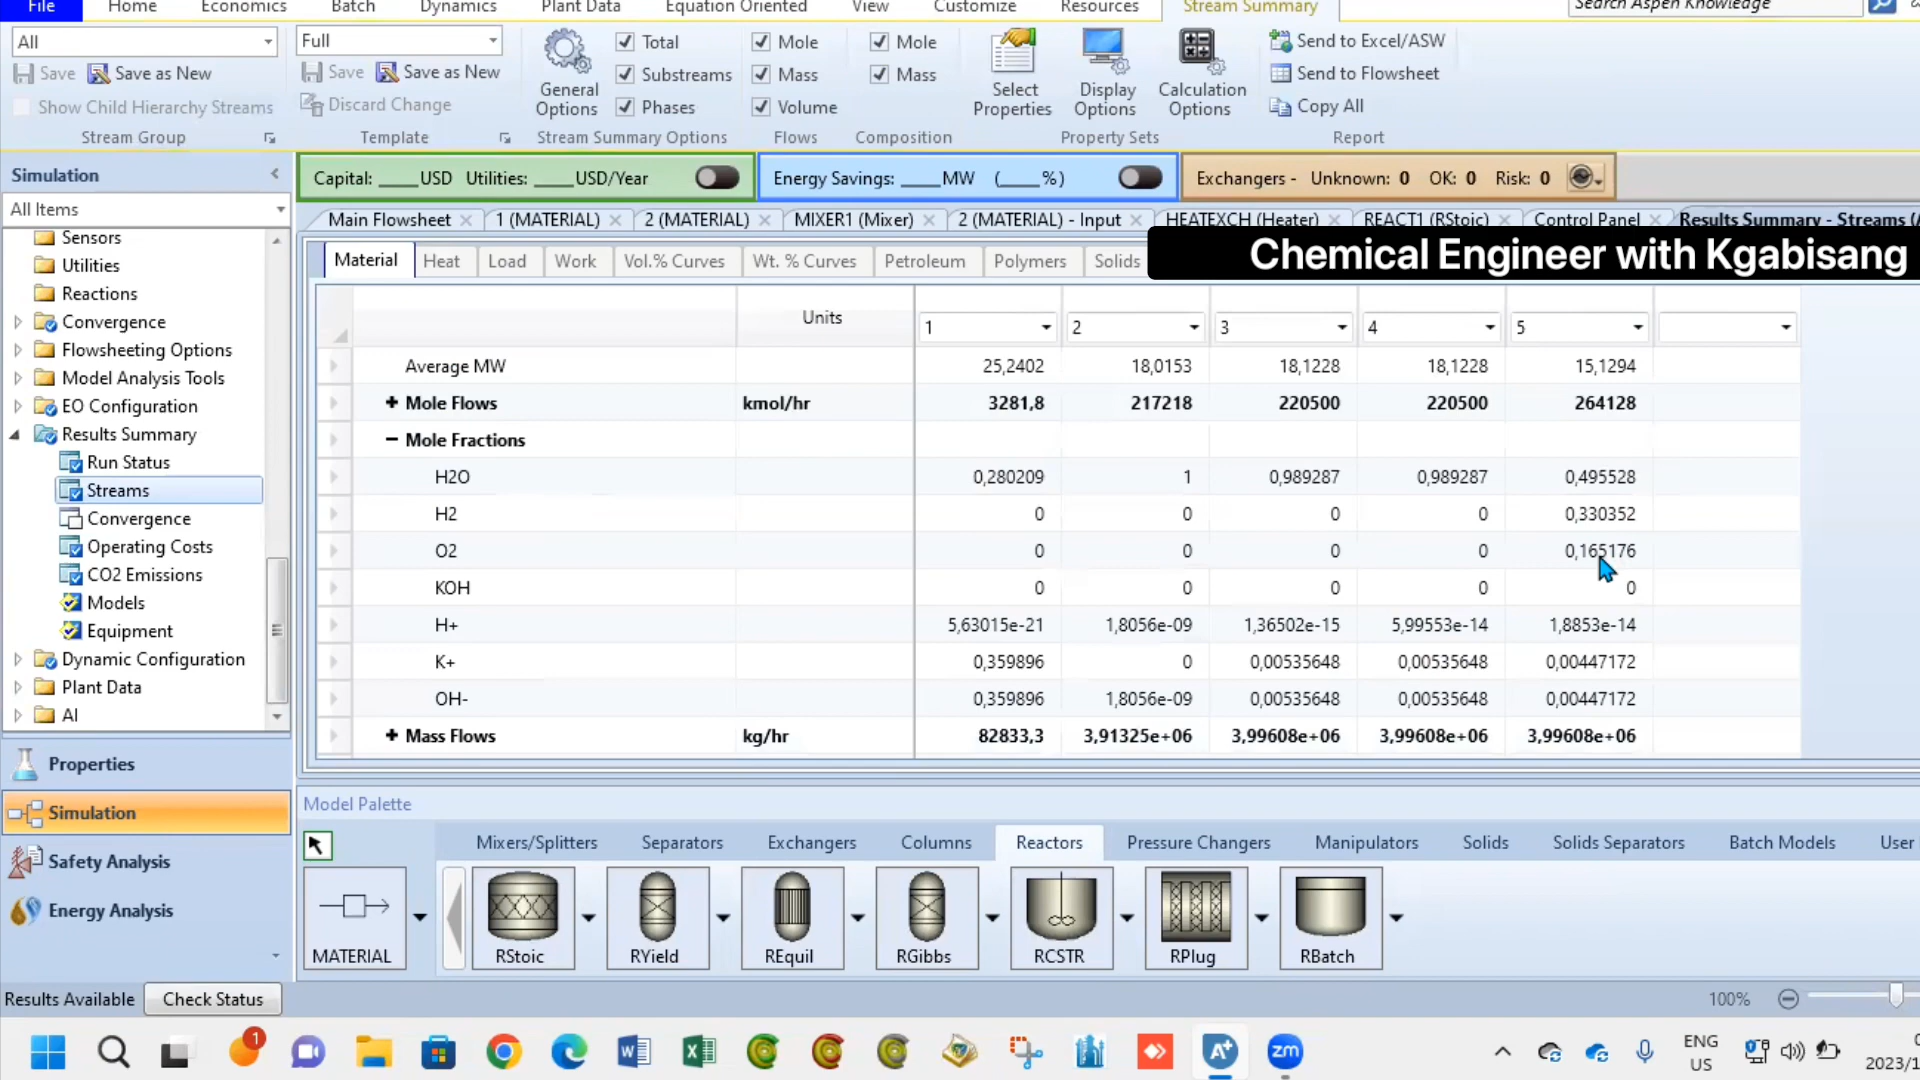 File Home Economics Batch Dynamics Plant Data Equation Oriented View Customize Resources Stream Summary Search Aspen Knowledge
All Full Total Mole Mole Send to Excel/ASW
Save Save as New Save Save as New Substreams Mass Mass Send to Flowsheet
Show Child Hierarchy Streams Discard Change General Options Phases Volume Select Properties Display Options Calculation Options Copy All
Stream Group Template Stream Summary Options Flows Composition Property Sets Report
Simulation Capital: ____USD Utilities: ____USD/Year Energy Savings: ____MW (____%) Exchangers - Unknown: 0 OK: 0 Risk: 0
All Items Main Flowsheet 1 (MATERIAL) 2 (MATERIAL) MIXER1 (Mixer) 2 (MATERIAL) - Input HEATEXCH (Heater) REACT1 (RStoic) Control Panel Results Summary - Streams (
Chemical Engineer with Kgabisang
Material Heat Load Work Vol.% Curves Wt. % Curves Petroleum Polymers Solids
Sensors
Utilities
Reactions
Convergence
Flowsheeting Options
Model Analysis Tools
EO Configuration
Results Summary
Run Status
Streams
Convergence
Operating Costs
CO2 Emissions
Models
Equipment
Dynamic Configuration
Plant Data
AI
Properties
Simulation
Safety Analysis
Energy Analysis
Units 1 2 3 4 5
Average MW 25,2402 18,0153 18,1228 18,1228 15,1294
+ Mole Flows kmol/hr 3281,8 217218 220500 220500 264128
− Mole Fractions
H2O 0,280209 1 0,989287 0,989287 0,495528
H2 0 0 0 0 0,330352
O2 0 0 0 0 0,165176
KOH 0 0 0 0 0
H+ 5,63015e-21 1,8056e-09 1,36502e-15 5,99553e-14 1,8853e-14
K+ 0,359896 0 0,00535648 0,00535648 0,00447172
OH- 0,359896 1,8056e-09 0,00535648 0,00535648 0,00447172
+ Mass Flows kg/hr 82833,3 3,91325e+06 3,99608e+06 3,99608e+06 3,99608e+06
Model Palette
Mixers/Splitters Separators Exchangers Columns Reactors Pressure Changers Manipulators Solids Solids Separators Batch Models User
MATERIAL RStoic RYield REquil RGibbs RCSTR RPlug RBatch
Results Available Check Status 100%
1 W X A+ zm ENG
US 2023/1